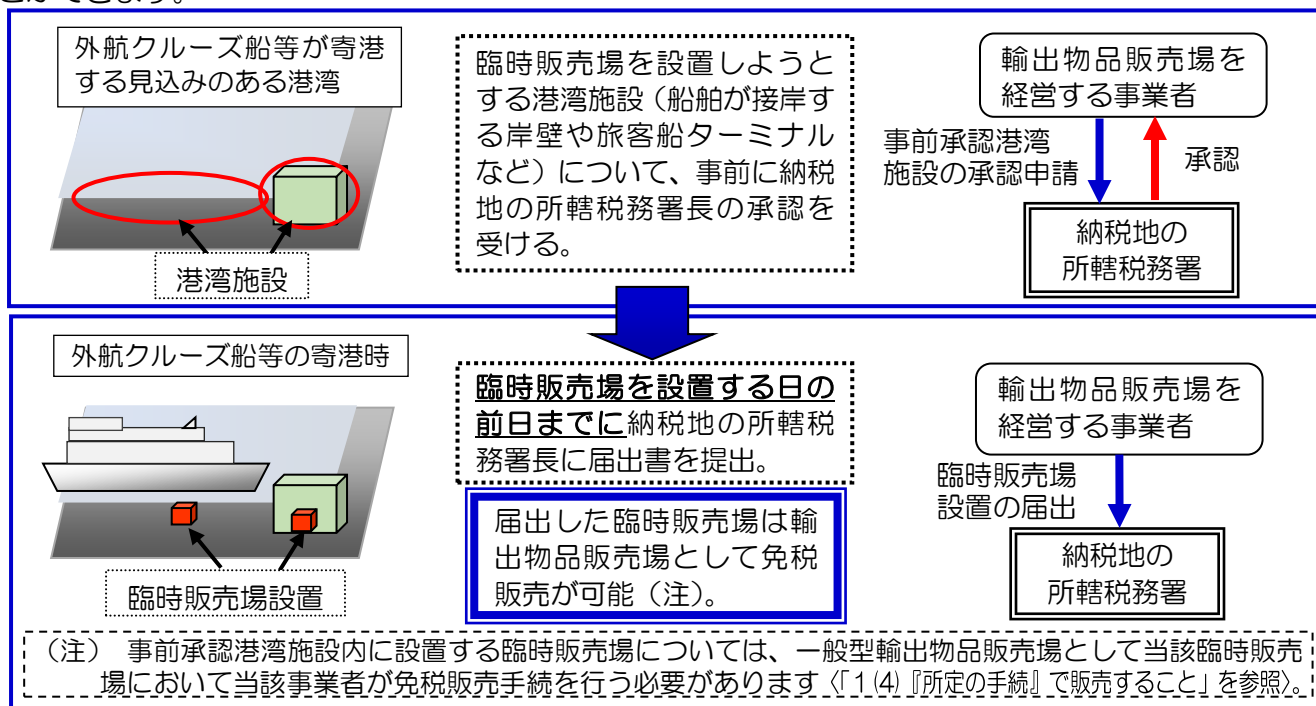 とができます。
外航クルーズ船等が寄港
する見込みのある港湾
港湾施設
臨時販売場を設置しようと
する港湾施設（船舶が接岸す
る岸壁や旅客船ターミナル
など）について、事前に納税
地の所轄税務署長の承認を
受ける。
輸出物品販売場を
経営する事業者
事前承認港湾
施設の承認申請
承認
納税地の
所轄税務署
外航クルーズ船等の寄港時
臨時販売場設置
臨時販売場を設置する日の
前日までに納税地の所轄税
務署長に届出書を提出。
届出した臨時販売場は輸
出物品販売場として免税
販売が可能（注）。
輸出物品販売場を
経営する事業者
臨時販売場
設置の届出
納税地の
所轄税務署
（注） 事前承認港湾施設内に設置する臨時販売場については、一般型輸出物品販売場として当該臨時販売
場において当該事業者が免税販売手続を行う必要があります〈「１⑷『所定の手続』で販売すること」を参照〉。